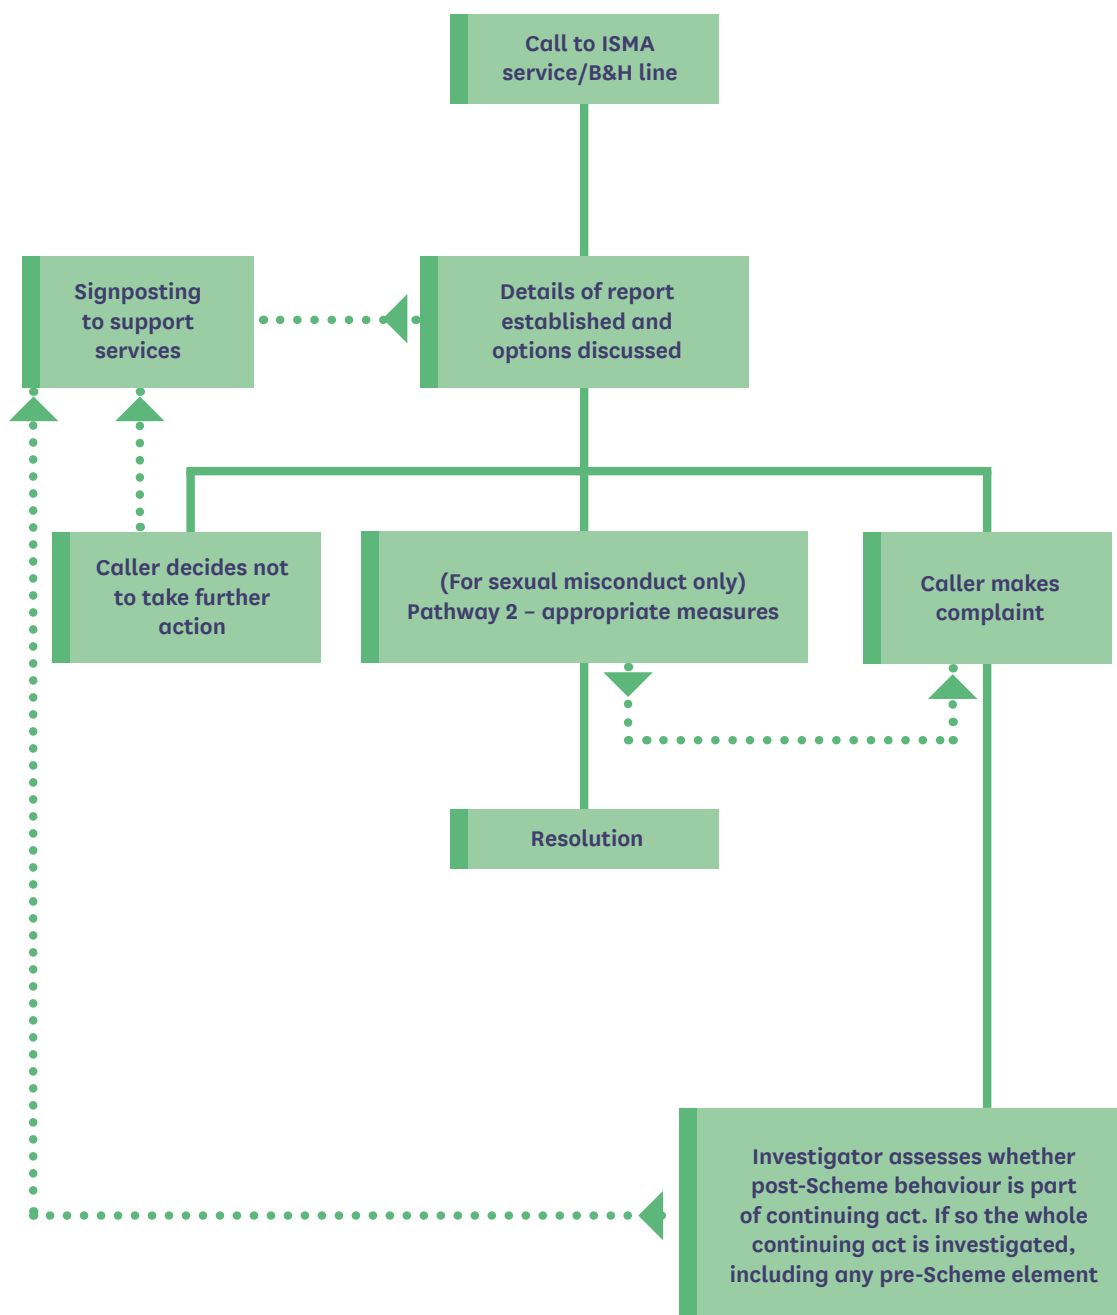 Call to ISMA
service/B&H line
Signposting
to support
services
Details of report
established and
options discussed
Caller decides not
to take further
action
(For sexual misconduct only)
Pathway 2 – appropriate measures
Caller makes
complaint
Resolution
Investigator assesses whether
post-Scheme behaviour is part
of continuing act. If so the whole
continuing act is investigated,
including any pre-Scheme element